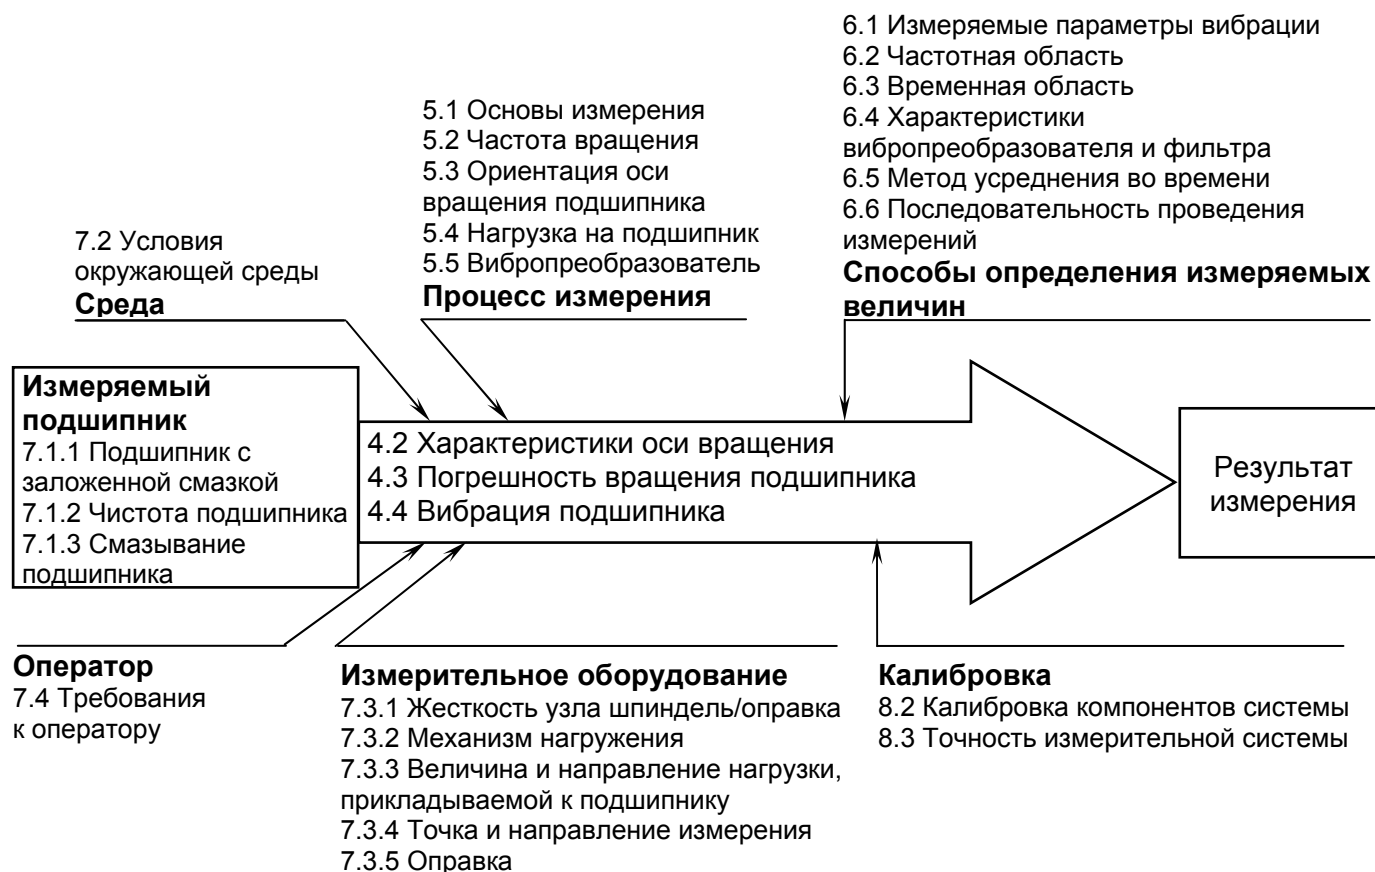 6.1 Измеряемые параметры вибрации
6.2 Частотная область
6.3 Временная область
6.4 Характеристики
вибропреобразователя и фильтра
6.5 Метод усреднения во времени
6.6 Последовательность проведения
измерений
Способы определения измеряемых
величин
5.1 Основы измерения
5.2 Частота вращения
5.3 Ориентация оси
вращения подшипника
5.4 Нагрузка на подшипник
5.5 Вибропреобразователь
Процесс измерения
7.2 Условия
окружающей среды
Среда
Измеряемый
подшипник
7.1.1 Подшипник с
заложенной смазкой
7.1.2 Чистота подшипника
7.1.3 Смазывание
подшипника
4.2 Характеристики оси вращения
4.3 Погрешность вращения подшипника
4.4 Вибрация подшипника
Результат
измерения
Оператор
7.4 Требования
к оператору
Измерительное оборудование
7.3.1 Жесткость узла шпиндель/оправка
7.3.2 Механизм нагружения
7.3.3 Величина и направление нагрузки,
прикладываемой к подшипнику
7.3.4 Точка и направление измерения
7.3.5 Оправка
Калибровка
8.2 Калибровка компонентов системы
8.3 Точность измерительной системы